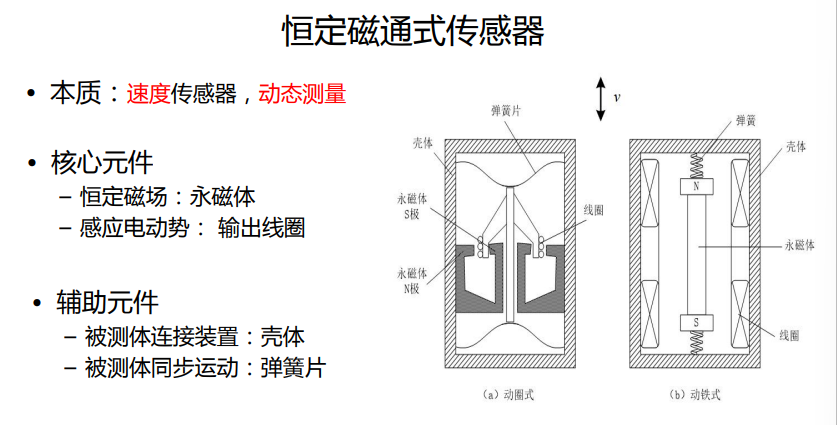 恒定磁通式传感器
• 本质：速度传感器，动态测量
• 核心元件
– 恒定磁场：永磁体
– 感应电动势： 输出线圈
• 辅助元件
– 被测体连接装置：壳体
– 被测体同步运动：弹簧片
v
弹簧片
壳体
永磁体
S极
线圈
永磁体
N极
(a) 动圈式
弹簧
壳体
N
永磁体
S
线圈
(b) 动铁式